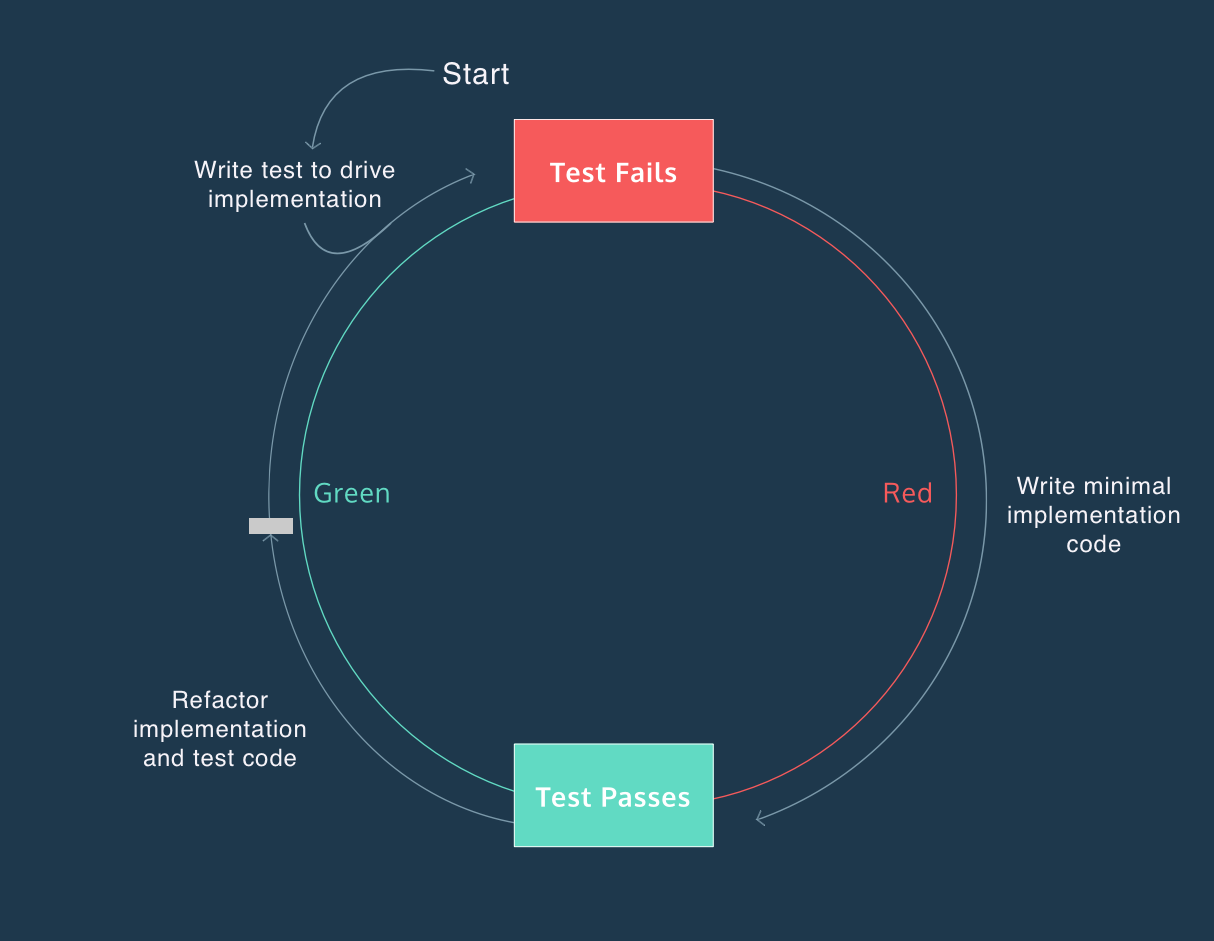 Start
Test Fails
Write test to drive
implementation
Green
Red
Write minimal
implementation
code
Refactor
implementation
and test code
Test Passes